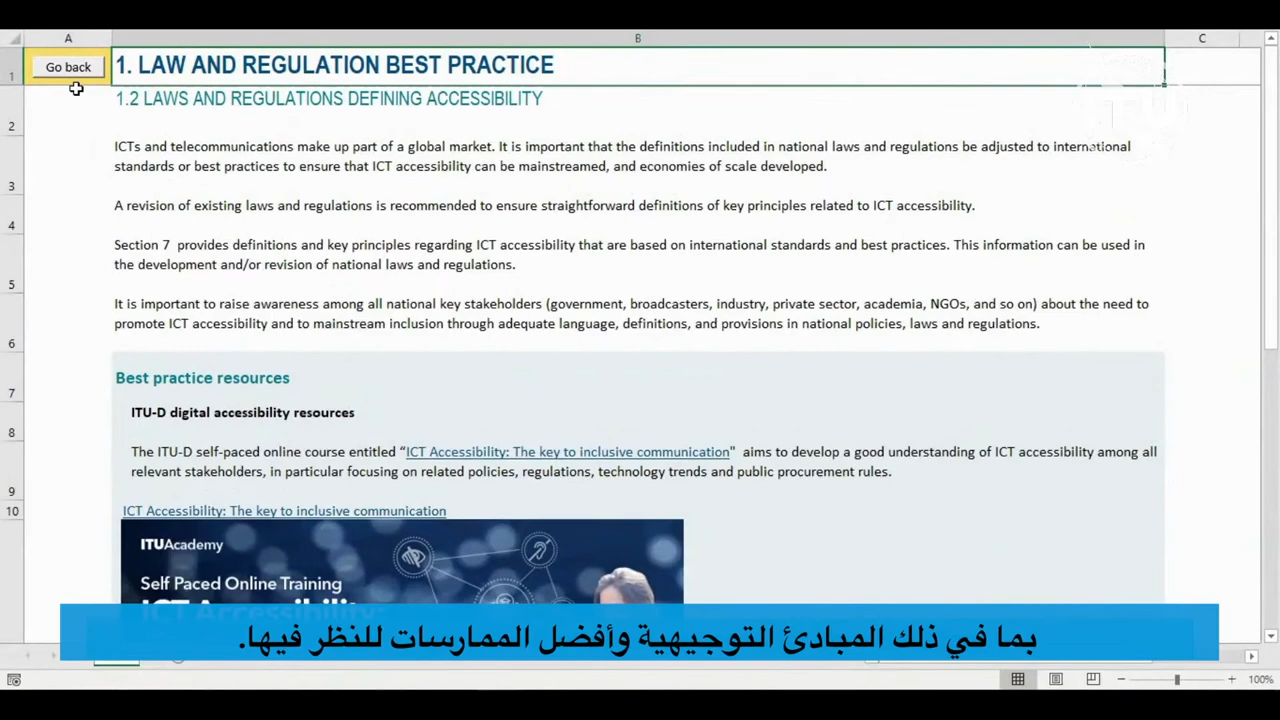 A B C
1 Go back 1. LAW AND REGULATION BEST PRACTICE
ITU
2 1.2 LAWS AND REGULATIONS DEFINING ACCESSIBILITY
ICTs and telecommunications make up part of a global market. It is important that the definitions included in national laws and regulations be adjusted to international
3 standards or best practices to ensure that ICT accessibility can be mainstreamed, and economies of scale developed.
4 A revision of existing laws and regulations is recommended to ensure straightforward definitions of key principles related to ICT accessibility.
Section 7 provides definitions and key principles regarding ICT accessibility that are based on international standards and best practices. This information can be used in
5 the development and/or revision of national laws and regulations.
It is important to raise awareness among all national key stakeholders (government, broadcasters, industry, private sector, academia, NGOs, and so on) about the need to
6 promote ICT accessibility and to mainstream inclusion through adequate language, definitions, and provisions in national policies, laws and regulations.
7 Best practice resources
8 ITU-D digital accessibility resources
The ITU-D self-paced online course entitled “ICT Accessibility: The key to inclusive communication" aims to develop a good understanding of ICT accessibility among all
9 relevant stakeholders, in particular focusing on related policies, regulations, technology trends and public procurement rules.
10 ICT Accessibility: The key to inclusive communication
ITUAcademy
Self Paced Online Training
ICT Accessibility:
بما في ذلك المبادئ التوجيهية وأفضل الممارسات للنظر فيها.
100%